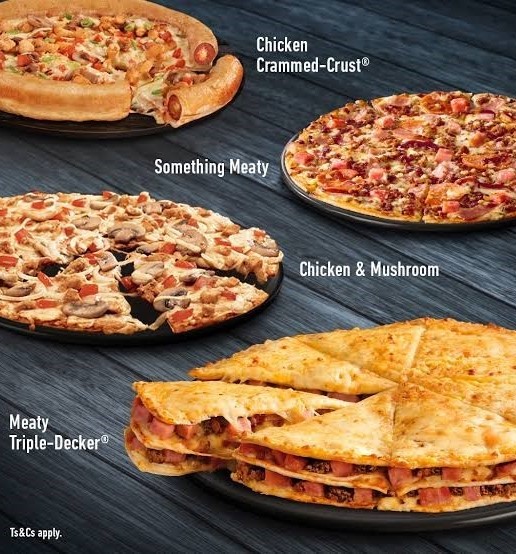 Chicken
Crammed-Crust®
Something Meaty
Chicken & Mushroom
Meaty
Triple-Decker®
Ts&Cs apply.